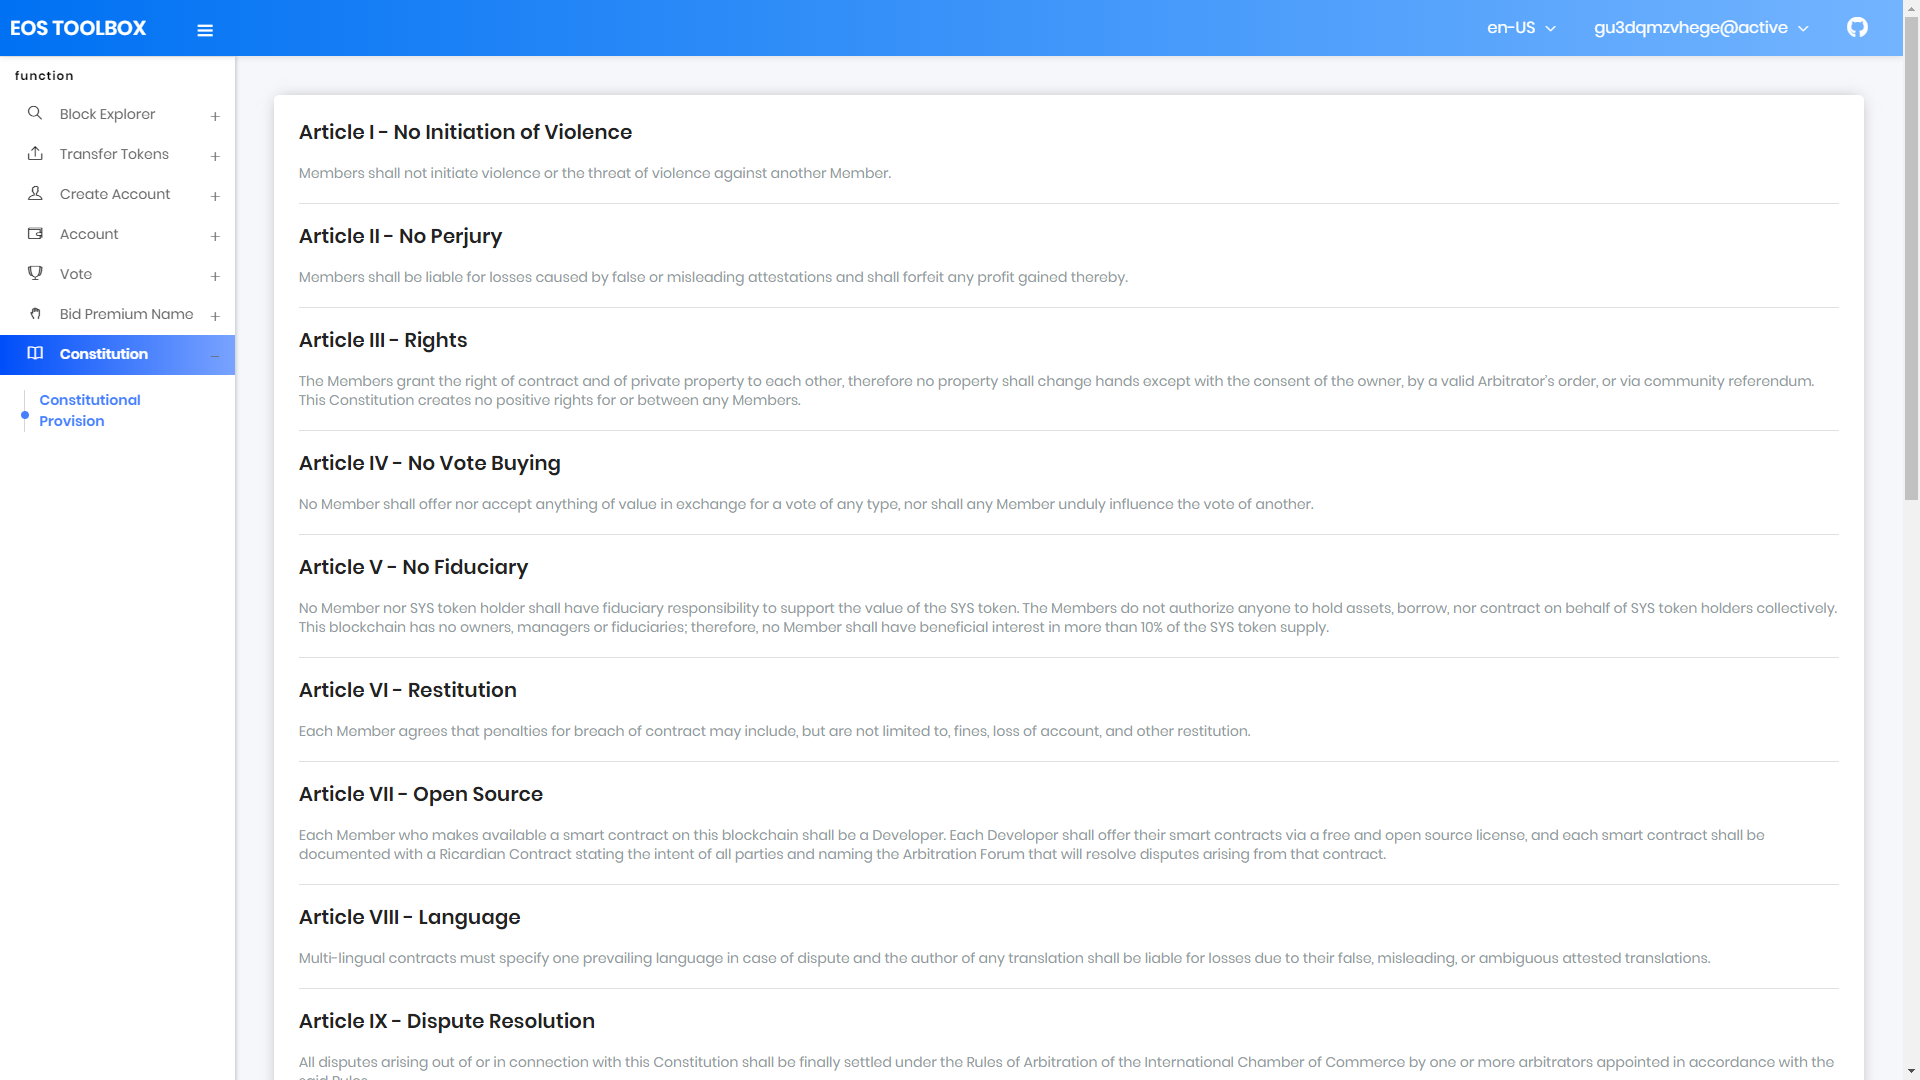 EOS TOOLBOX
en-US
gu3dqmzvhege@active
function
Block Explorer
Transfer Tokens
Create Account
Account
Vote
Bid Premium Name
Constitution
Constitutional
Provision
Article I - No Initiation of Violence
Members shall not initiate violence or the threat of violence against another Member.
Article II - No Perjury
Members shall be liable for losses caused by false or misleading attestations and shall forfeit any profit gained thereby.
Article III - Rights
The Members grant the right of contract and of private property to each other, therefore no property shall change hands except with the consent of the owner, by a valid Arbitrator's order, or via community referendum.
This Constitution creates no positive rights for or between any Members.
Article IV - No Vote Buying
No Member shall offer nor accept anything of value in exchange for a vote of any type, nor shall any Member unduly influence the vote of another.
Article V - No Fiduciary
No Member nor SYS token holder shall have fiduciary responsibility to support the value of the SYS token. The Members do not authorize anyone to hold assets, borrow, nor contract on behalf of SYS token holders collectively.
This blockchain has no owners, managers or fiduciaries; therefore, no Member shall have beneficial interest in more than 10% of the SYS token supply.
Article VI - Restitution
Each Member agrees that penalties for breach of contract may include, but are not limited to, fines, loss of account, and other restitution.
Article VII - Open Source
Each Member who makes available a smart contract on this blockchain shall be a Developer. Each Developer shall offer their smart contracts via a free and open source license, and each smart contract shall be
documented with a Ricardian Contract stating the intent of all parties and naming the Arbitration Forum that will resolve disputes arising from that contract.
Article VIII - Language
Multi-lingual contracts must specify one prevailing language in case of dispute and the author of any translation shall be liable for losses due to their false, misleading, or ambiguous attested translations.
Article IX - Dispute Resolution
All disputes arising out of or in connection with this Constitution shall be finally settled under the Rules of Arbitration of the International Chamber of Commerce by one or more arbitrators appointed in accordance with the
said Rules